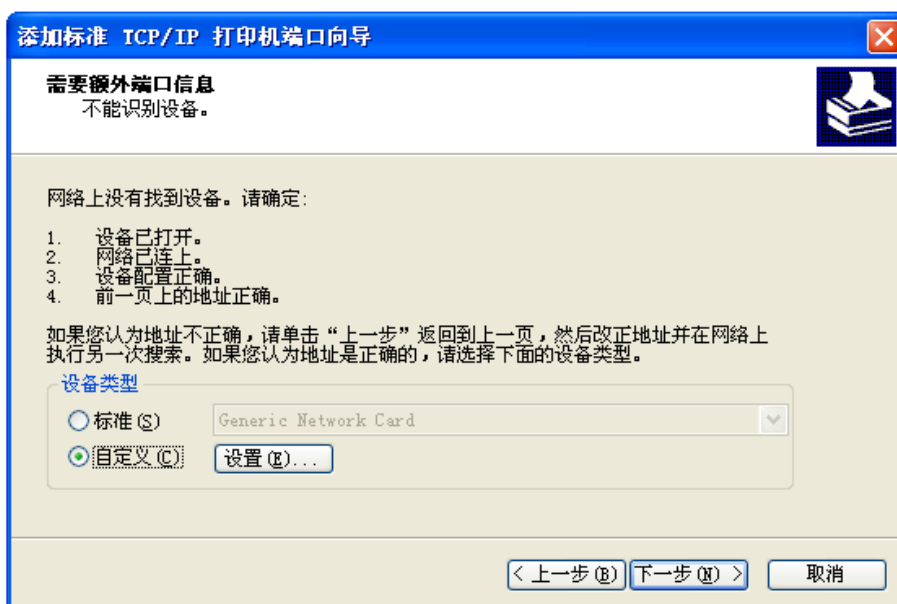 添加标准 TCP/IP 打印机端口向导
需要额外端口信息
不能识别设备。
网络上没有找到设备。请确定:
1. 设备已打开。
2. 网络已连上。
3. 设备配置正确。
4. 前一页上的地址正确。
如果您认为地址不正确,请单击“上一步”返回到上一页,然后改正地址并在网络上
执行另一次搜索。如果您认为地址是正确的,请选择下面的设备类型。
设备类型
标准(S) Generic Network Card
自定义(C) 设置(E)...
< 上一步(B) 下一步(N) > 取消